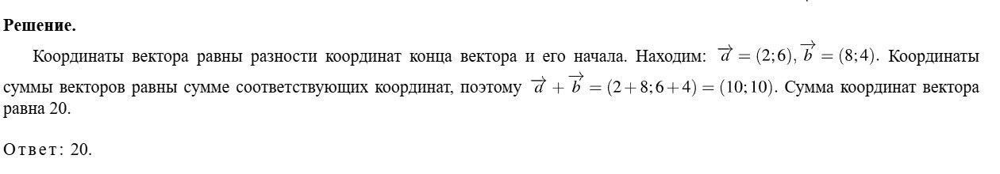 Решение.
Координаты вектора равны разности координат конца вектора и его начала. Находим: $\overrightarrow{a} = (2; 6), \overrightarrow{b} = (8; 4).$ Координаты
суммы векторов равны сумме соответствующих координат, поэтому $\overrightarrow{a} + \overrightarrow{b} = (2 + 8; 6 + 4) = (10; 10).$ Сумма координат вектора
равна 20.
Ответ: 20.